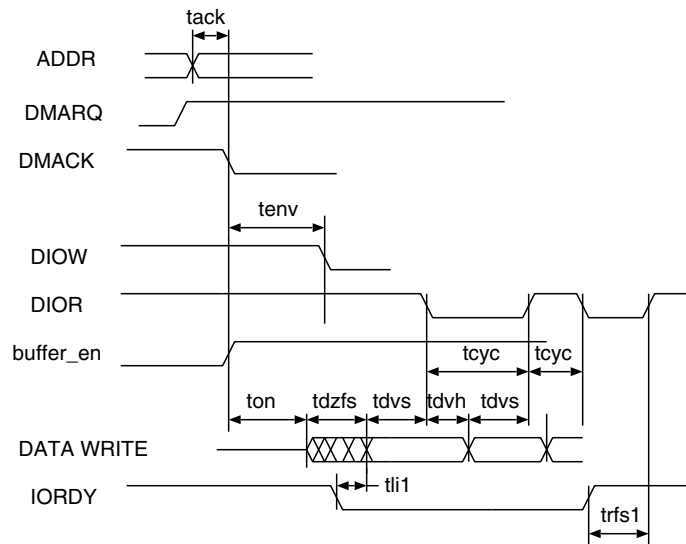 tack
ADDR
DMARQ
DMACK
tenv
DIOW
DIOR
buffer_en
tcyc tcyc
ton tdzfs tdvs tdvh tdvs
DATA WRITE
tli1
IORDY
trfs1